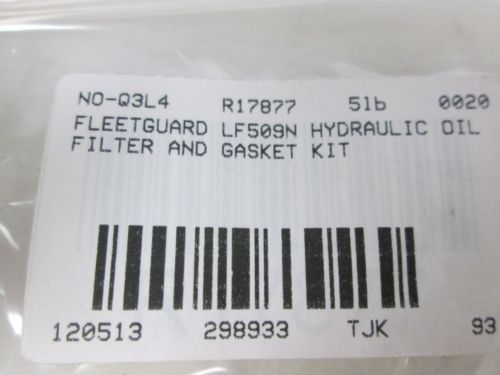 NO-Q3L4 R17877 51b 0020
FLEETGUARD LF509N HYDRAULIC OIL
FILTER AND GASKET KIT
120513 298933 TJK 93